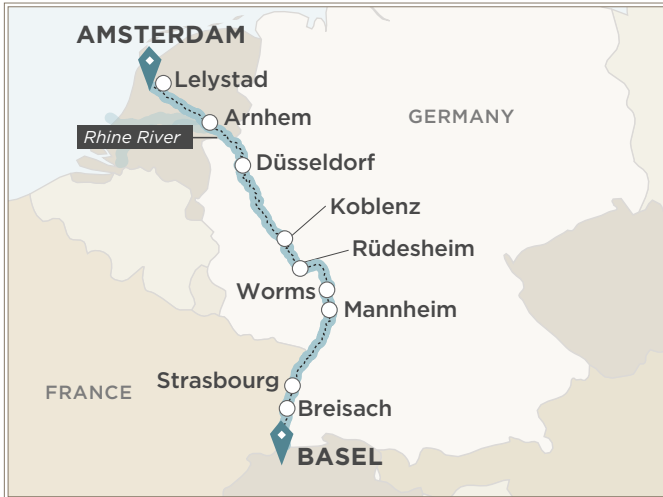 AMSTERDAM
Lelystad
Arnhem
GERMANY
Rhine River
Düsseldorf
Koblenz
Rüdesheim
Worms
Mannheim
Strasbourg
FRANCE
Breisach
BASEL